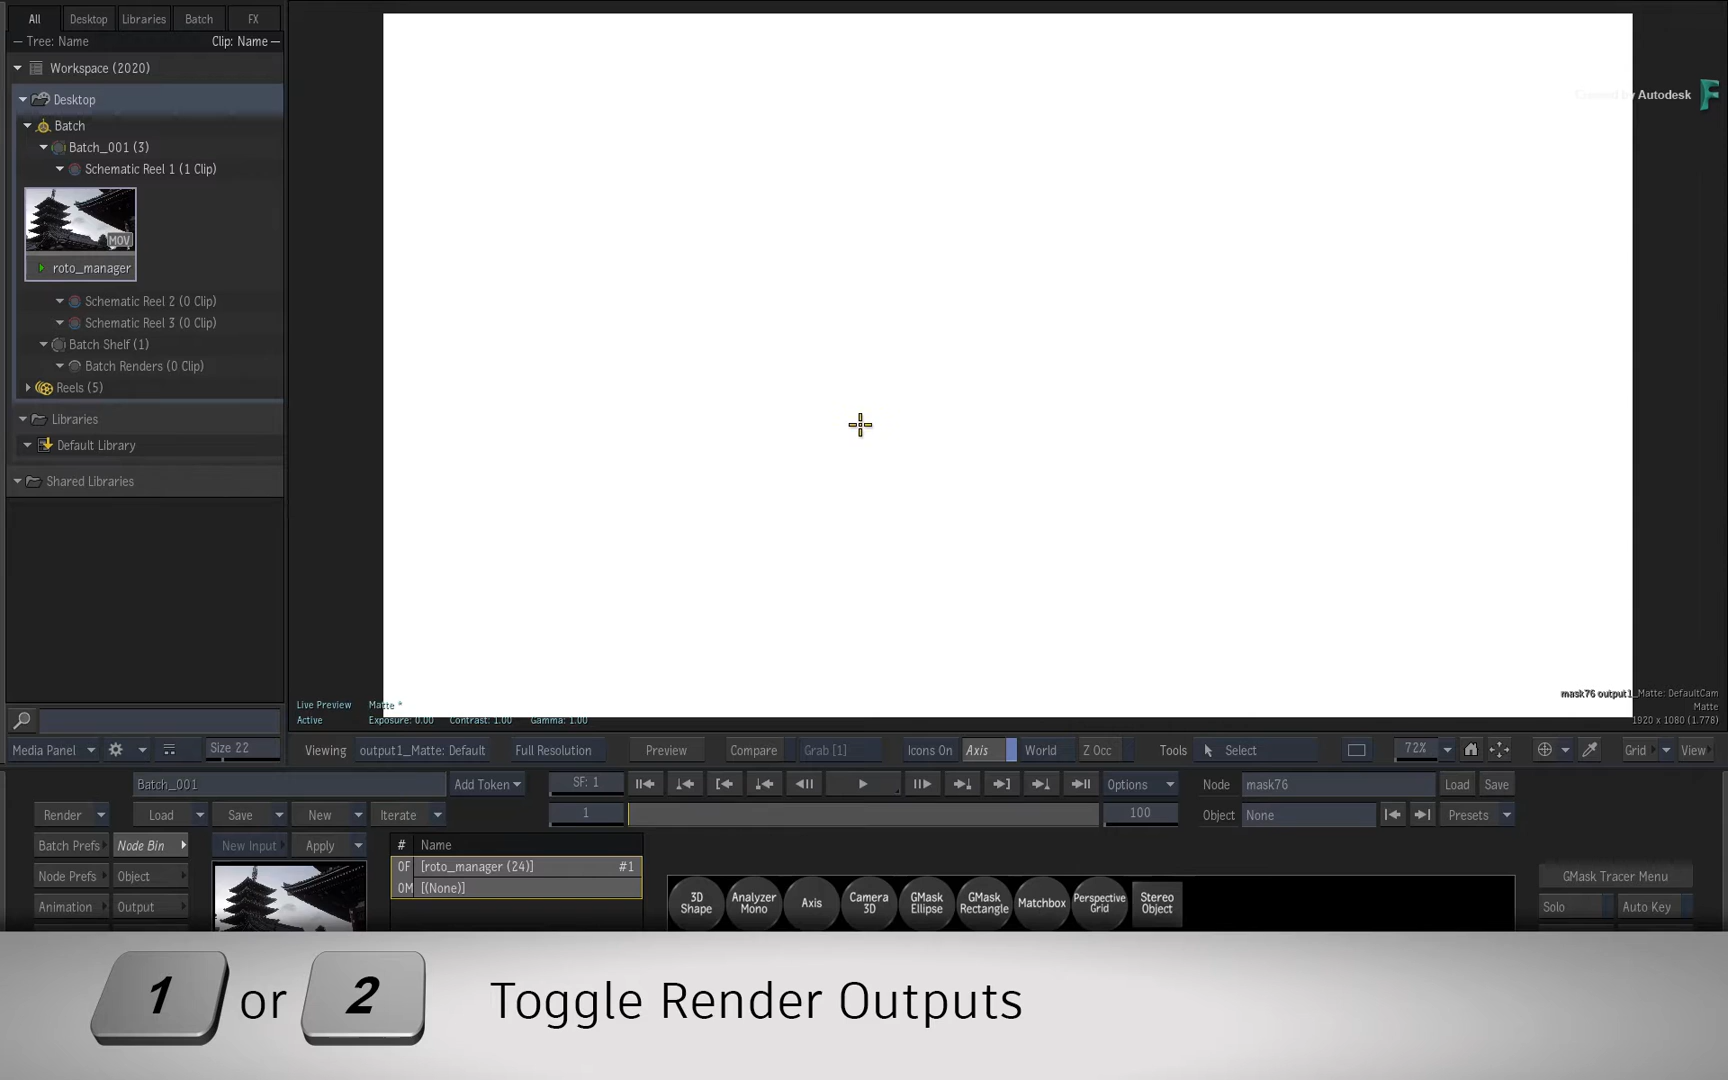 All Desktop Libraries Batch FX
Tree: Name Clip: Name
Workspace (2020)
Desktop
Batch
Batch_001 (3)
Schematic Reel 1 (1 Clip)
MOV
roto_manager
Schematic Reel 2 (0 Clip)
Schematic Reel 3 (0 Clip)
Batch Shelf (1)
Batch Renders (0 Clip)
Reels (5)
Libraries
Default Library
Shared Libraries
by Autodesk
mask76 output1_Matte: DefaultCam
Matte
1920 x 1080 (1.778)
Live Preview Matte *
Active Exposure: 0.00 Contrast: 1.00 Gamma: 1.00
Media Panel Size 22 Viewing output1_Matte: Default Full Resolution Preview Compare Grab [1] Icons On Axis World Z Occ Tools Select 72% Grid View
Batch_001 Add Token SF: 1 Options Node mask76 Load Save
Render Load Save New Iterate 1 100 Object None Presets
Batch Prefs Node Bin New Input Apply # Name
Node Prefs Object 0F [roto_manager (24)] #1 GMask Tracer Menu
0M [(None)]
Animation Output Solo Auto Key
3D Shape
Analyzer Mono
Axis
Camera 3D
GMask Ellipse
GMask Rectangle
Matchbox
Perspective Grid
Stereo Object
1 or 2 Toggle Render Outputs